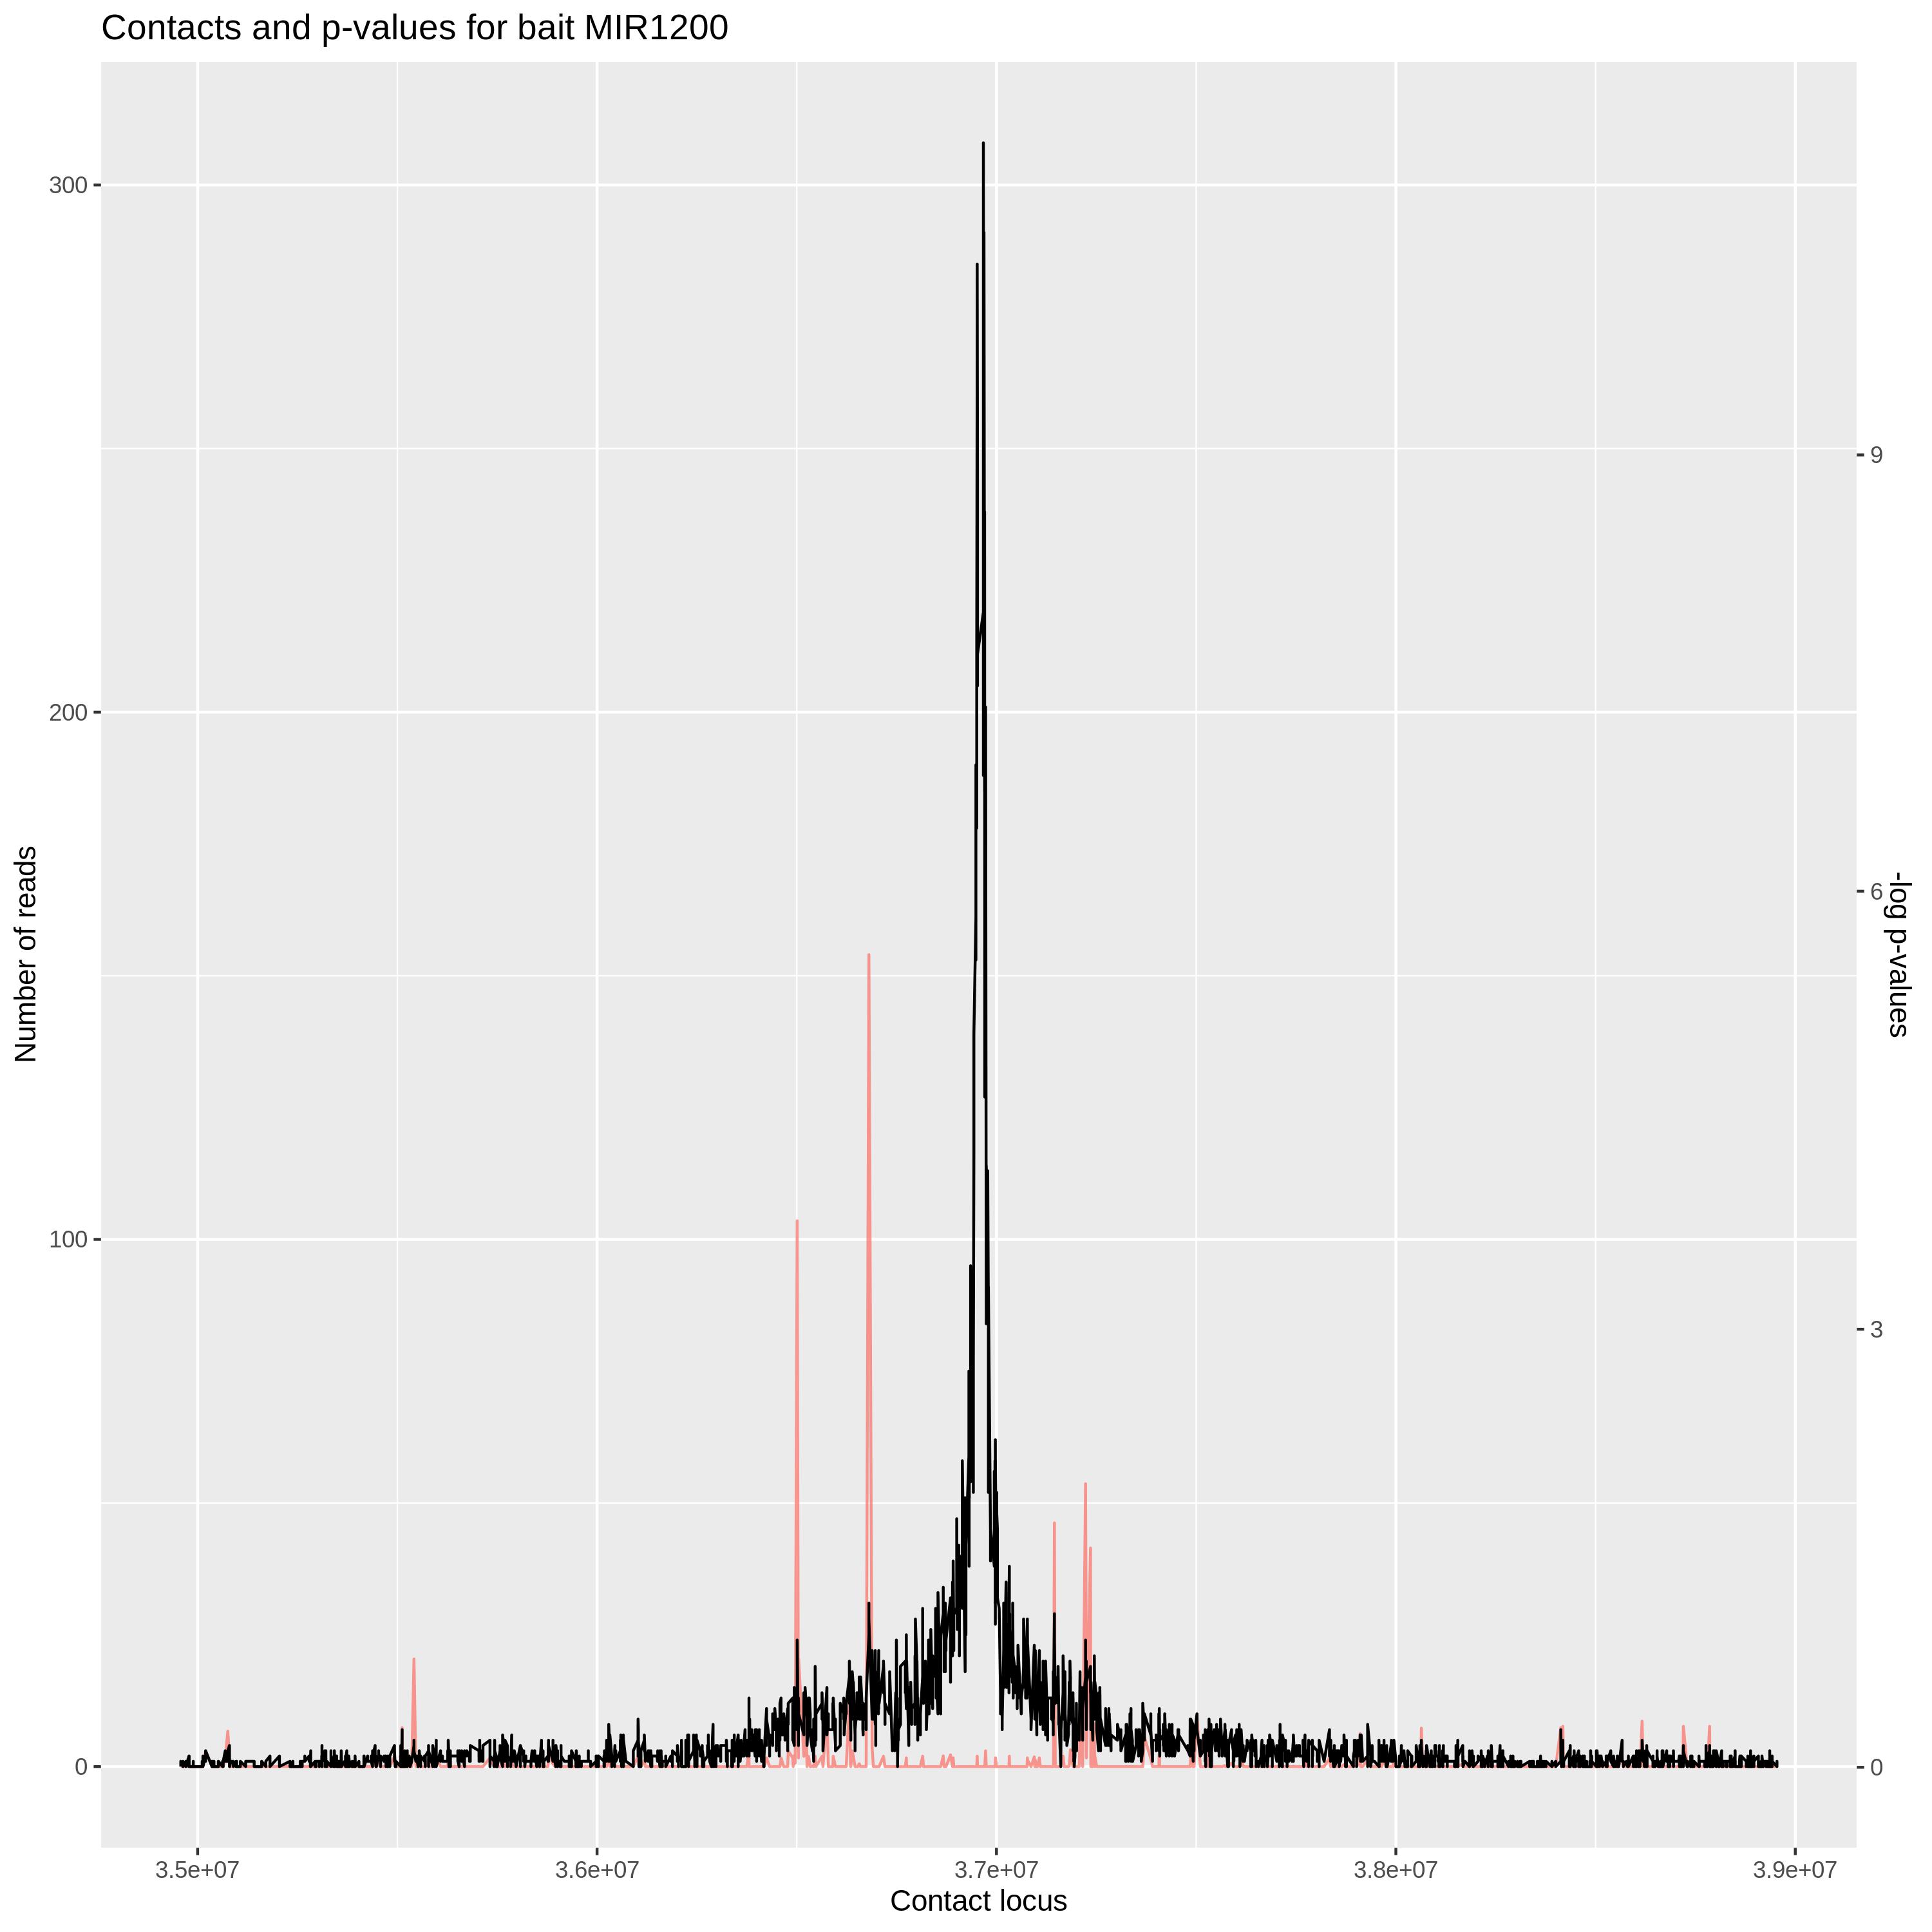 Contacts and p-values for bait MIR1200
300
200
100
0
Number of reads
9
6
3
0
-log p-values
3.5e+07
3.6e+07
3.7e+07
3.8e+07
3.9e+07
Contact locus